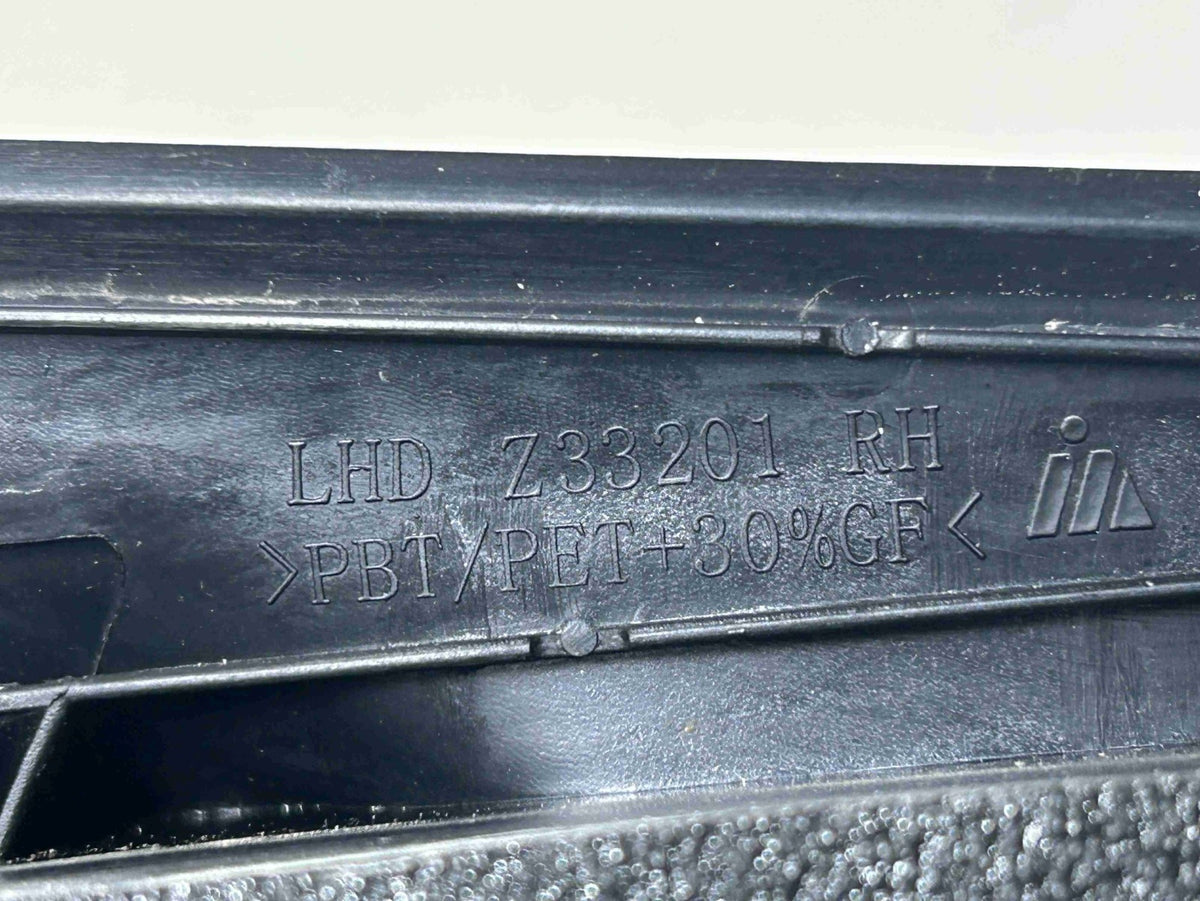 LHD Z33201 RH
>PBT/PET+30%GF<